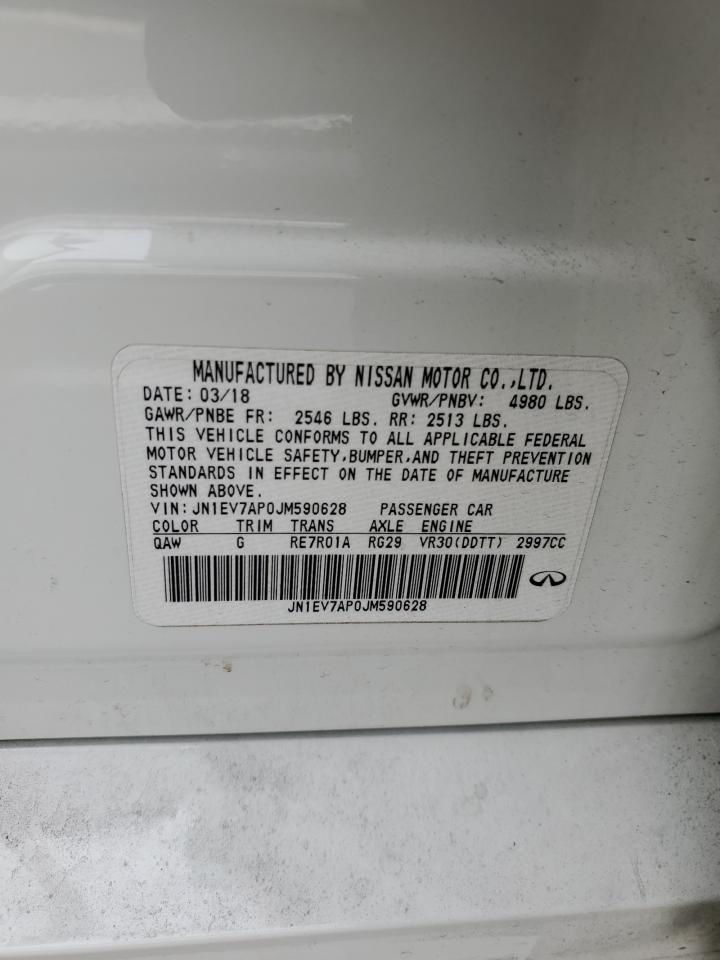 MANUFACTURED BY NISSAN MOTOR CO.,LTD.
DATE: 03/18 GVWR/PNBV: 4980 LBS.
GAWR/PNBE FR: 2546 LBS. RR: 2513 LBS.
THIS VEHICLE CONFORMS TO ALL APPLICABLE FEDERAL
MOTOR VEHICLE SAFETY,BUMPER,AND THEFT PREVENTION
STANDARDS IN EFFECT ON THE DATE OF MANUFACTURE
SHOWN ABOVE.
VIN:JN1EV7AP0JM590628 PASSENGER CAR
COLOR TRIM TRANS AXLE ENGINE
QAW G RE7R01A RG29 VR30(DDTT) 2997CC
JN1EV7AP0JM590628